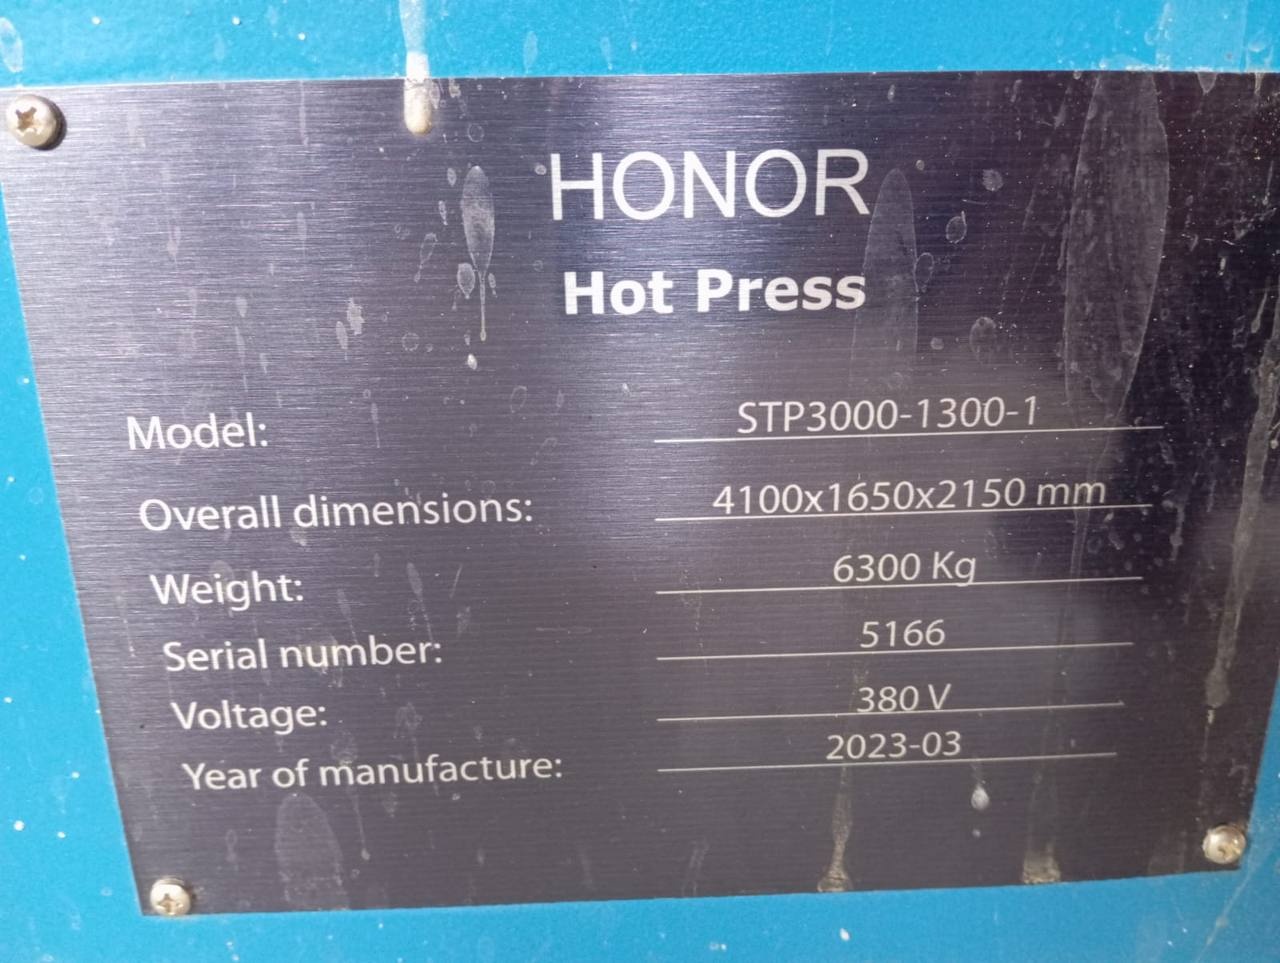 HONOR
Hot Press
Model: STP3000-1300-1
Overall dimensions: 4100x1650x2150 mm
Weight: 6300 Kg
Serial number: 5166
Voltage: 380 V
Year of manufacture: 2023-03